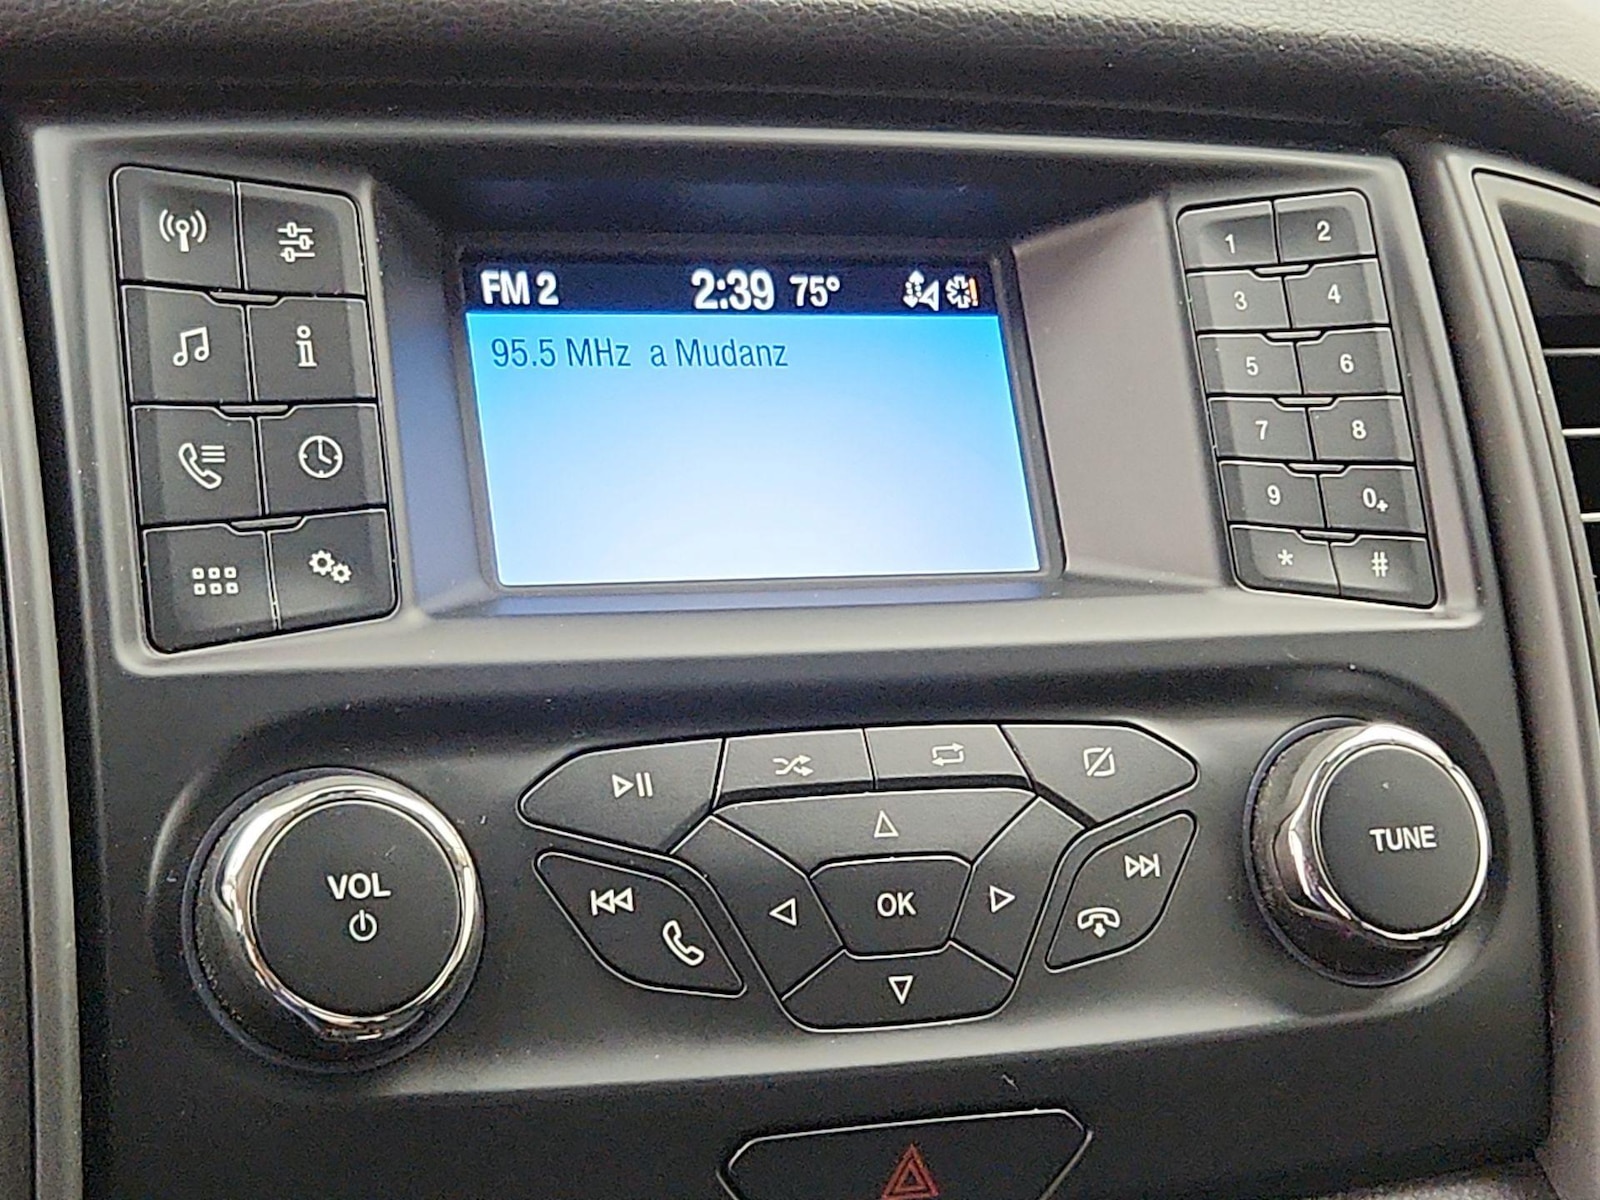 FM 2 2:39 75°
95.5 MHz a Mudanz
1 2
3 4
5 6
7 8
9 0+
* #
VOL
OK
TUNE